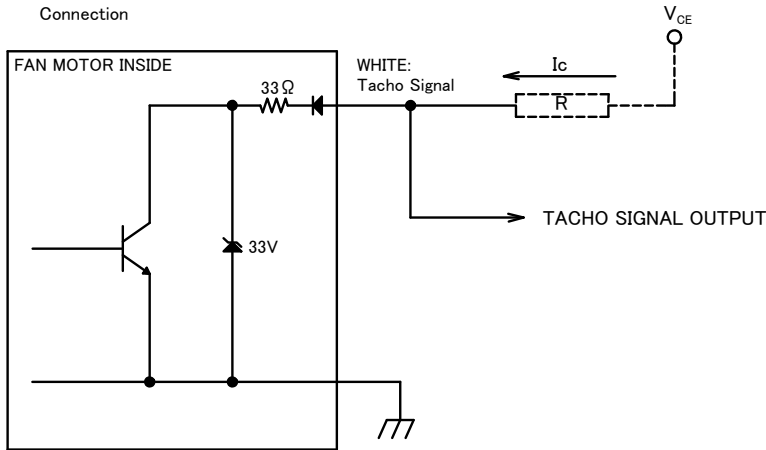 Connection
V_CE
FAN MOTOR INSIDE
WHITE:
Tacho Signal
Ic
33Ω
R
TACHO SIGNAL OUTPUT
33V